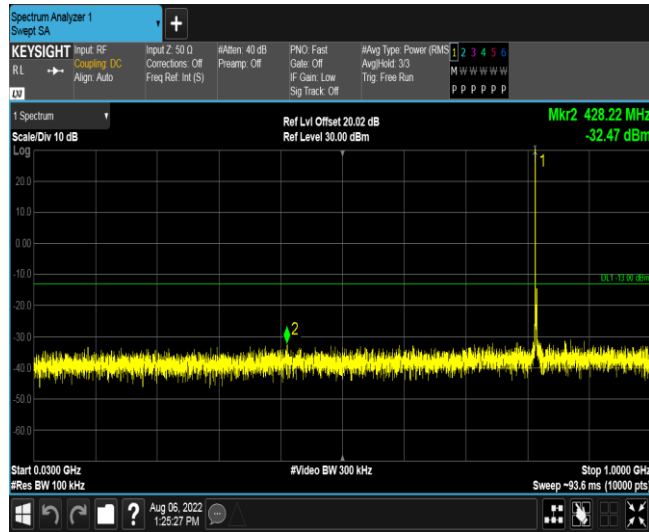 Spectrum Analyzer 1
Swept SA
+
KEYSIGHT
RL
LXI
Input: RF
Coupling: DC
Align: Auto
Input Z: 50 Ω
Corrections: Off
Freq Ref: Int (S)
#Atten: 40 dB
Preamp: Off
PNO: Fast
Gate: Off
IF Gain: Low
Sig Track: Off
#Avg Type: Power (RMS
Avg|Hold: 3/3
Trig: Free Run
1 2 3 4 5 6
M W W W W W
P P P P P P
1 Spectrum
Scale/Div 10 dB
Log
Ref Lvl Offset 20.02 dB
Ref Level 30.00 dBm
Mkr2 428.22 MHz
-32.47 dBm
1
20.0
10.0
0.00
-10.0
DL1 -13.00 dBm
-20.0
2
-30.0
-40.0
-50.0
-60.0
Start 0.0300 GHz
#Res BW 100 kHz
#Video BW 300 kHz
Stop 1.0000 GHz
Sweep ~93.6 ms (10000 pts)
?
Aug 06, 2022
1:25:27 PM